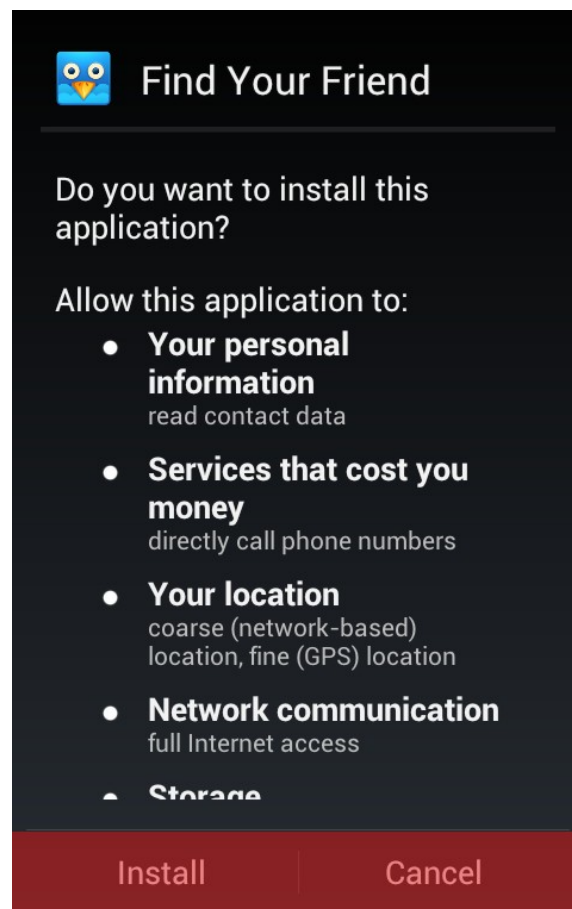 Find Your Friend
Do you want to install this
application?
Allow this application to:
● Your personal
information
read contact data
● Services that cost you
money
directly call phone numbers
● Your location
coarse (network-based)
location, fine (GPS) location
● Network communication
full Internet access
● Storage
Install
Cancel